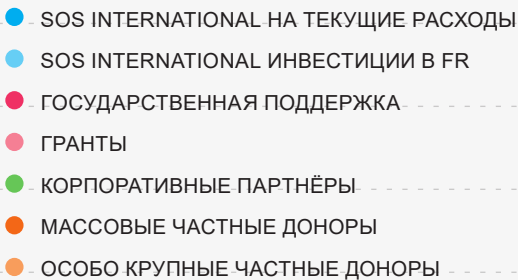 SOS INTERNATIONAL НА ТЕКУЩИЕ РАСХОДЫ
SOS INTERNATIONAL ИНВЕСТИЦИИ В FR
ГОСУДАРСТВЕННАЯ ПОДДЕРЖКА
ГРАНТЫ
КОРПОРАТИВНЫЕ ПАРТНЁРЫ
МАССОВЫЕ ЧАСТНЫЕ ДОНОРЫ
ОСОБО КРУПНЫЕ ЧАСТНЫЕ ДОНОРЫ